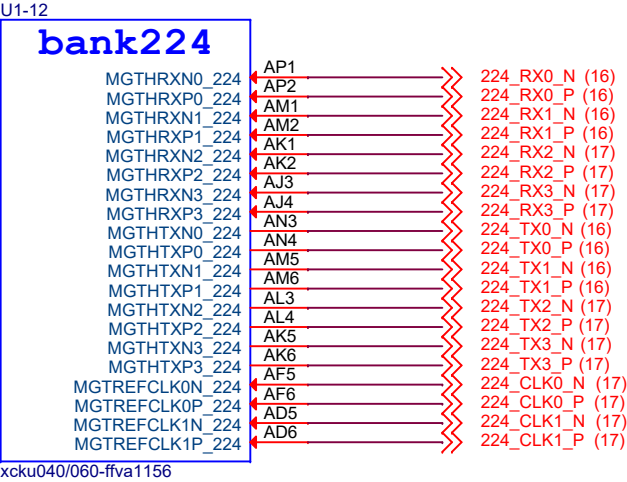 U1-12
bank224
MGTHRXN0_224 AP1 224_RX0_N (16)
MGTHRXP0_224 AP2 224_RX0_P (16)
MGTHRXN1_224 AM1 224_RX1_N (16)
MGTHRXP1_224 AM2 224_RX1_P (16)
MGTHRXN2_224 AK1 224_RX2_N (17)
MGTHRXP2_224 AK2 224_RX2_P (17)
MGTHRXN3_224 AJ3 224_RX3_N (17)
MGTHRXP3_224 AJ4 224_RX3_P (17)
MGTHTXN0_224 AN3 224_TX0_N (16)
MGTHTXP0_224 AN4 224_TX0_P (16)
MGTHTXN1_224 AM5 224_TX1_N (16)
MGTHTXP1_224 AM6 224_TX1_P (16)
MGTHTXN2_224 AL3 224_TX2_N (17)
MGTHTXP2_224 AL4 224_TX2_P (17)
MGTHTXN3_224 AK5 224_TX3_N (17)
MGTHTXP3_224 AK6 224_TX3_P (17)
MGTREFCLK0N_224 AF5 224_CLK0_N (17)
MGTREFCLK0P_224 AF6 224_CLK0_P (17)
MGTREFCLK1N_224 AD5 224_CLK1_N (17)
MGTREFCLK1P_224 AD6 224_CLK1_P (17)
xcku040/060-ffva1156